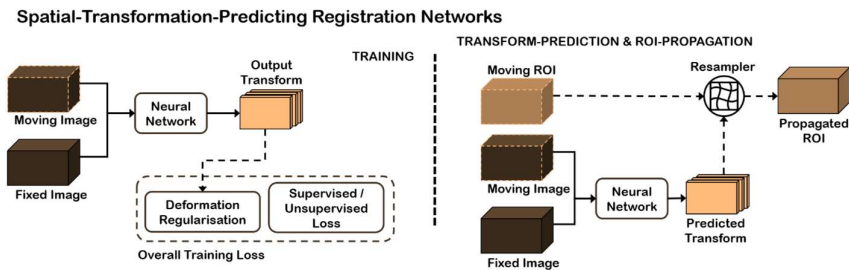 Spatial-Transformation-Predicting Registration Networks
TRAINING
Output
Transform
Moving Image
Neural
Network
Fixed Image
Deformation
Regularisation
Supervised /
Unsupervised
Loss
Overall Training Loss
TRANSFORM-PREDICTION & ROI-PROPAGATION
Moving ROI
Resampler
Propagated
ROI
Moving Image
Neural
Network
Predicted
Transform
Fixed Image